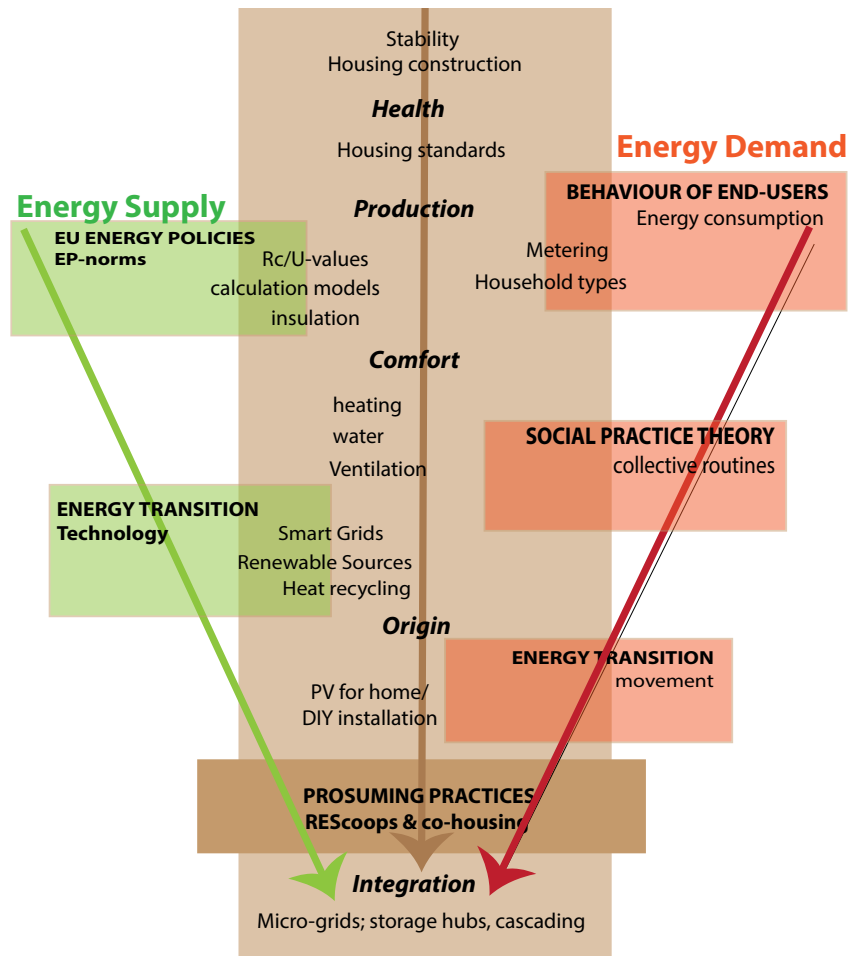 Stability
Housing construction
Health
Housing standards
Energy Demand
BEHAVIOUR OF END-USERS
Energy consumption
Energy Supply
Production
EU ENERGY POLICIES
EP-norms
Rc/U-values
calculation models
insulation
Metering
Household types
Comfort
heating
water
Ventilation
SOCIAL PRACTICE THEORY
collective routines
ENERGY TRANSITION
Technology
Smart Grids
Renewable Sources
Heat recycling
Origin
ENERGY TRANSITION
movement
PV for home/
DIY installation
PROSUMING PRACTICES
REScoops & co-housing
Integration
Micro-grids; storage hubs, cascading